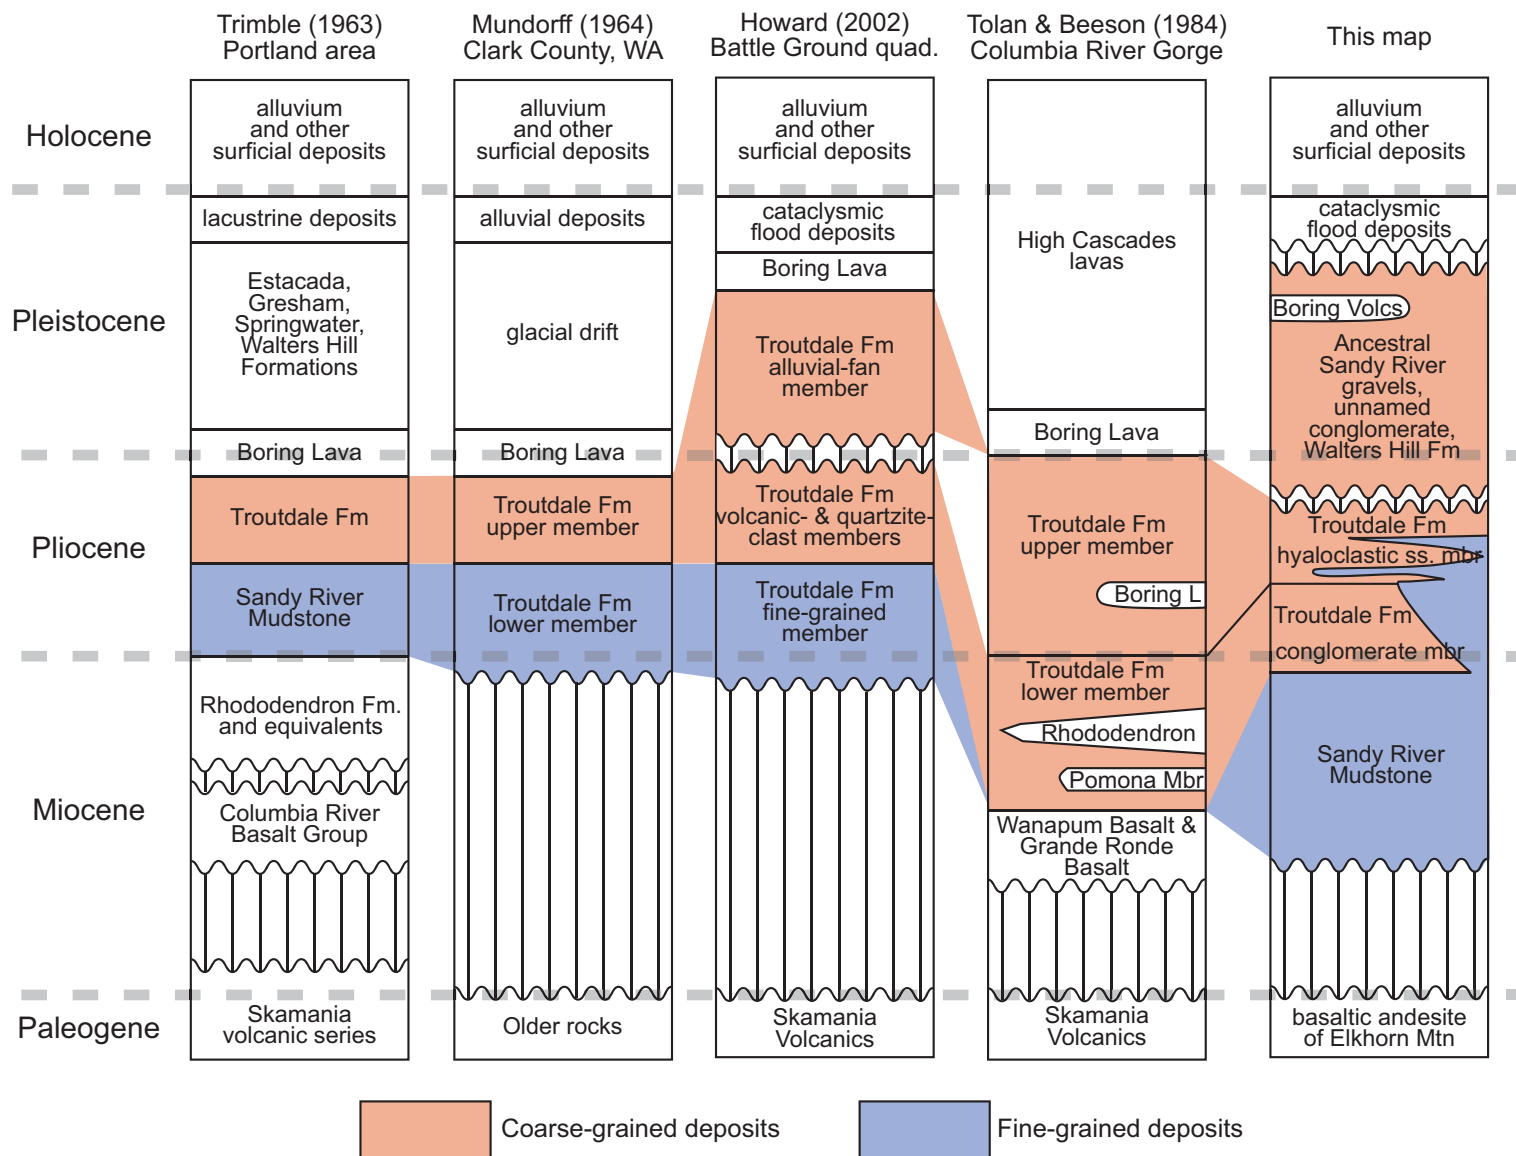 Trimble (1963)
Portland area
Mundorff (1964)
Clark County, WA
Howard (2002)
Battle Ground quad.
Tolan & Beeson (1984)
Columbia River Gorge
This map
Holocene
Pleistocene
Pliocene
Miocene
Paleogene
alluvium
and other
surficial deposits
lacustrine deposits
Estacada,
Gresham,
Springwater,
Walters Hill
Formations
Boring Lava
Troutdale Fm
Sandy River
Mudstone
Rhododendron Fm.
and equivalents
Columbia River
Basalt Group
Skamania
volcanic series
alluvium
and other
surficial deposits
alluvial deposits
glacial drift
Boring Lava
Troutdale Fm
upper member
Troutdale Fm
lower member
Older rocks
alluvium
and other
surficial deposits
cataclysmic
flood deposits
Boring Lava
Troutdale Fm
alluvial-fan
member
Troutdale Fm
volcanic- & quartzite-
clast members
Troutdale Fm
fine-grained
member
Skamania
Volcanics
High Cascades
lavas
Boring Lava
Troutdale Fm
upper member
Boring L
Troutdale Fm
lower member
Rhododendron
Pomona Mbr
Wanapum Basalt &
Grande Ronde
Basalt
Skamania
Volcanics
alluvium
and other
surficial deposits
cataclysmic
flood deposits
Boring Volcs
Ancestral
Sandy River
gravels,
unnamed
conglomerate,
Walters Hill Fm
Troutdale Fm
hyaloclastic ss. mbr
Troutdale Fm
conglomerate mbr
Sandy River
Mudstone
basaltic andesite
of Elkhorn Mtn
Coarse-grained deposits
Fine-grained deposits